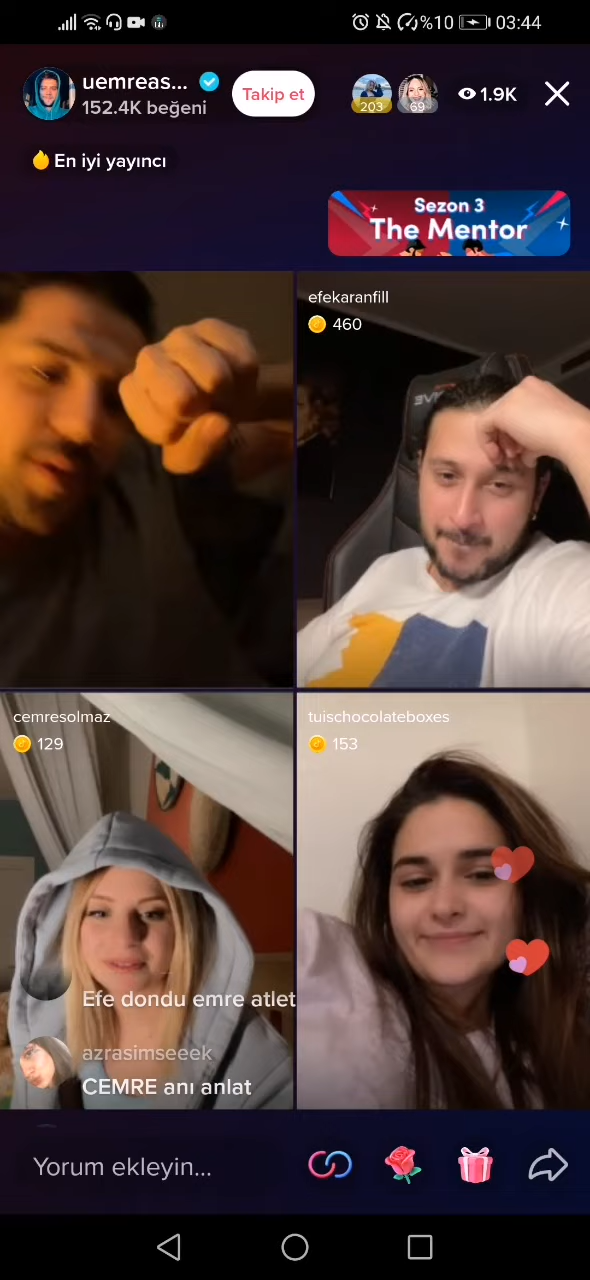 %10 03:44
uemreas...
152.4K beğeni
Takip et
203
69
1.9K
En iyi yayıncı
Sezon 3
The Mentor
efekaranfill
460
cemresolmaz
129
tuischocolateboxes
153
Efe dondu emre atlet
azrasimseeek
CEMRE anı anlat
Yorum ekleyin...